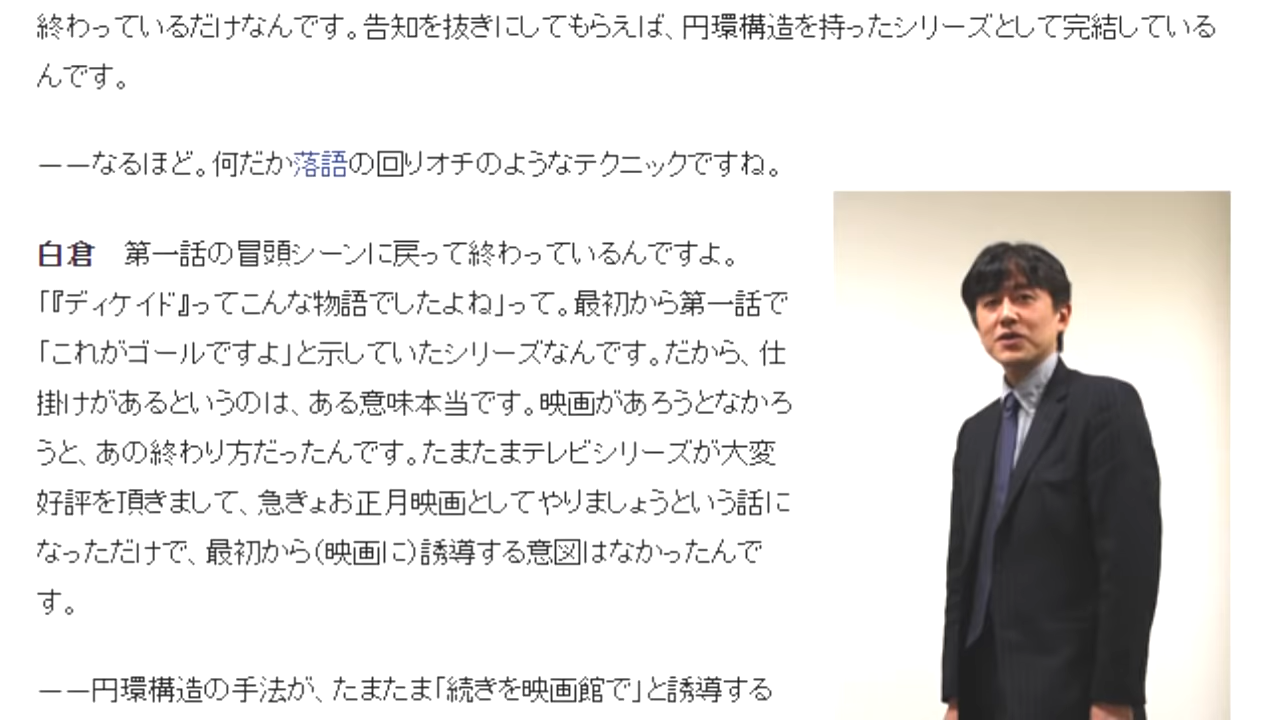 終わっているだけなんです。告知を抜きにしてもらえば、円環構造を持ったシリーズとして完結している
んです。
――なるほど。何だか落語の回りオチのようなテクニックですね。
白倉　第一話の冒頭シーンに戻って終わっているんですよ。
「『ディケイド』ってこんな物語でしたよね」って。最初から第一話で
「これがゴールですよ」と示していたシリーズなんです。だから、仕
掛けがあるというのは、ある意味本当です。映画があろうとなかろ
うと、あの終わり方だったんです。たまたまテレビシリーズが大変
好評を頂きまして、急きょお正月映画としてやりましょうという話に
なっただけで、最初から（映画に）誘導する意図はなかったんで
す。
――円環構造の手法が、たまたま「続きを映画館で」と誘導する